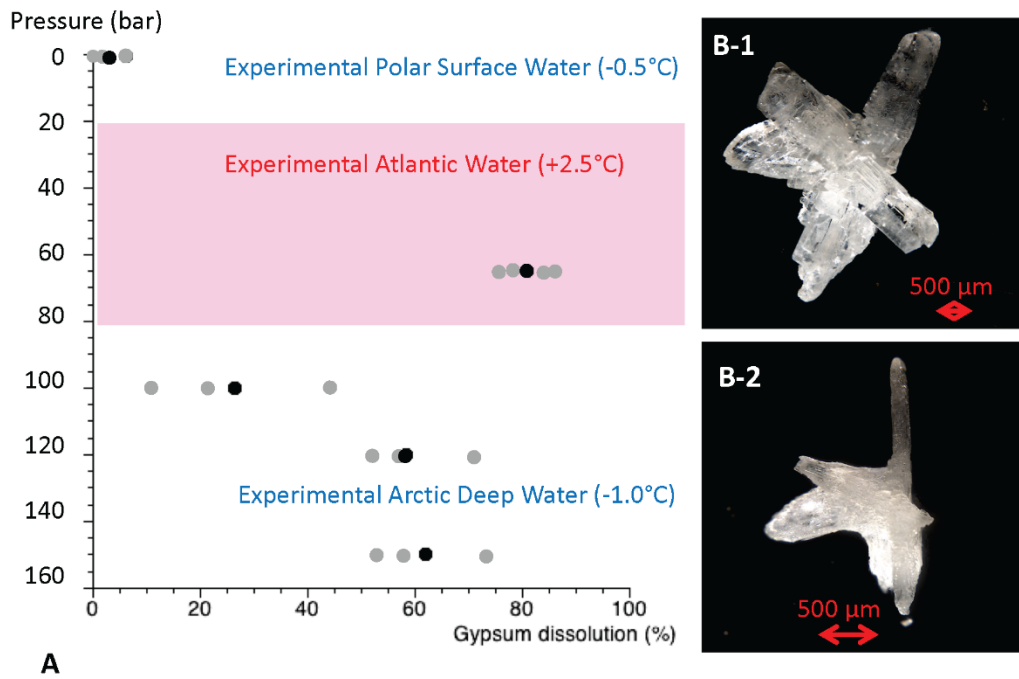 Pressure (bar)
0
20
40
60
80
100
120
140
160
Experimental Polar Surface Water (-0.5°C)
Experimental Atlantic Water (+2.5°C)
Experimental Arctic Deep Water (-1.0°C)
0 20 40 60 80 100
Gypsum dissolution (%)
A
B-1
500 µm
B-2
500 µm